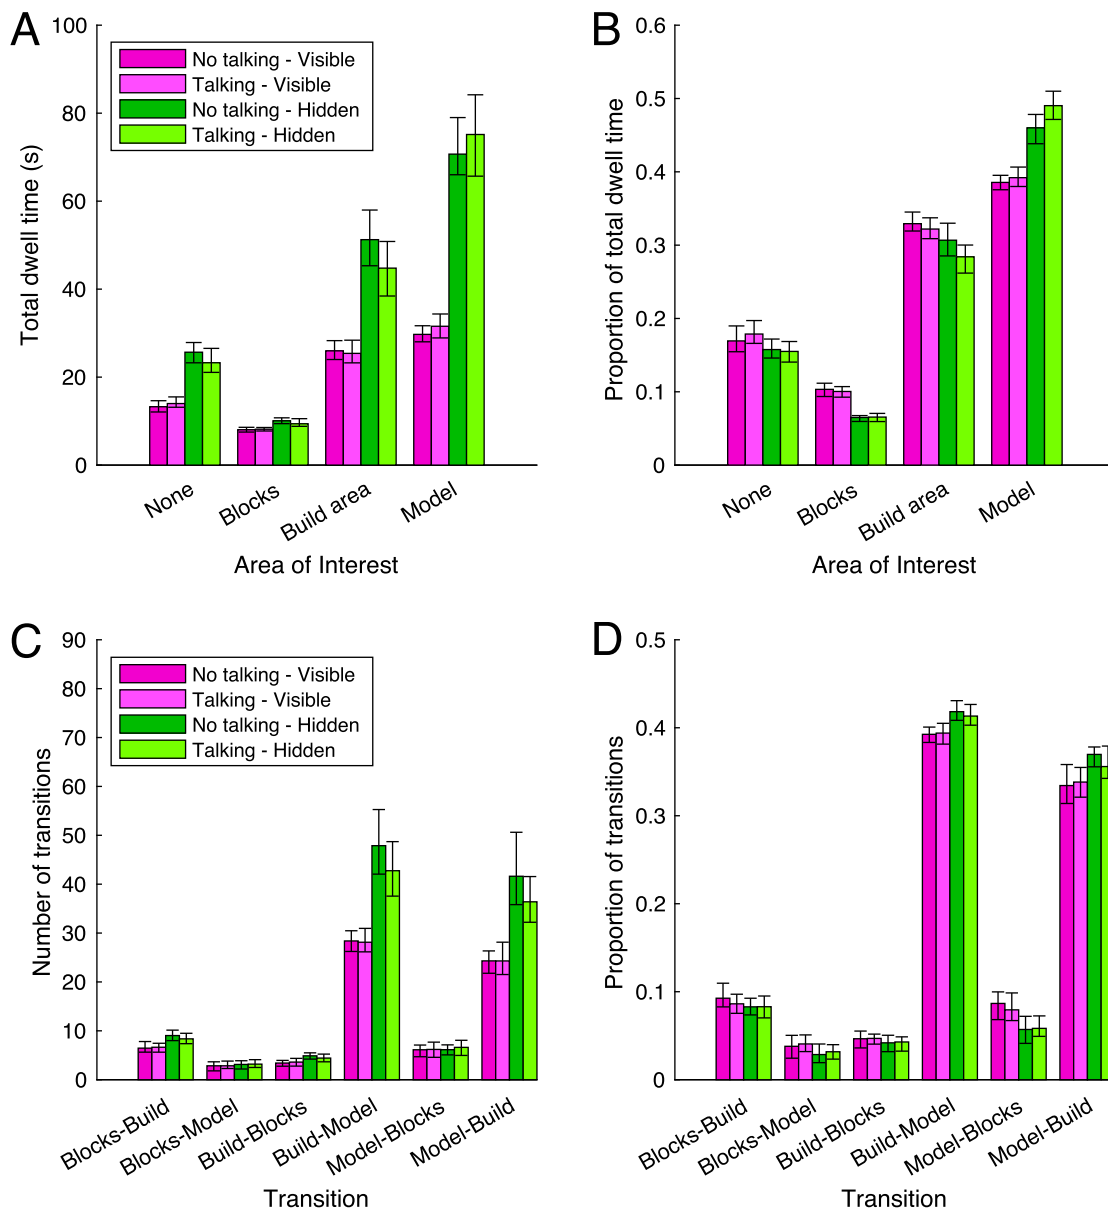 A
Total dwell time (s)
100
80
60
40
20
0
No talking - Visible
Talking - Visible
No talking - Hidden
Talking - Hidden
None
Blocks
Build area
Model
Area of Interest
B
Proportion of total dwell time
0.6
0.5
0.4
0.3
0.2
0.1
0
None
Blocks
Build area
Model
Area of Interest
C
Number of transitions
90
80
70
60
50
40
30
20
10
0
No talking - Visible
Talking - Visible
No talking - Hidden
Talking - Hidden
Blocks-Build
Blocks-Model
Build-Blocks
Build-Model
Model-Blocks
Model-Build
Transition
D
Proportion of transitions
0.5
0.4
0.3
0.2
0.1
0
Blocks-Build
Blocks-Model
Build-Blocks
Build-Model
Model-Blocks
Model-Build
Transition